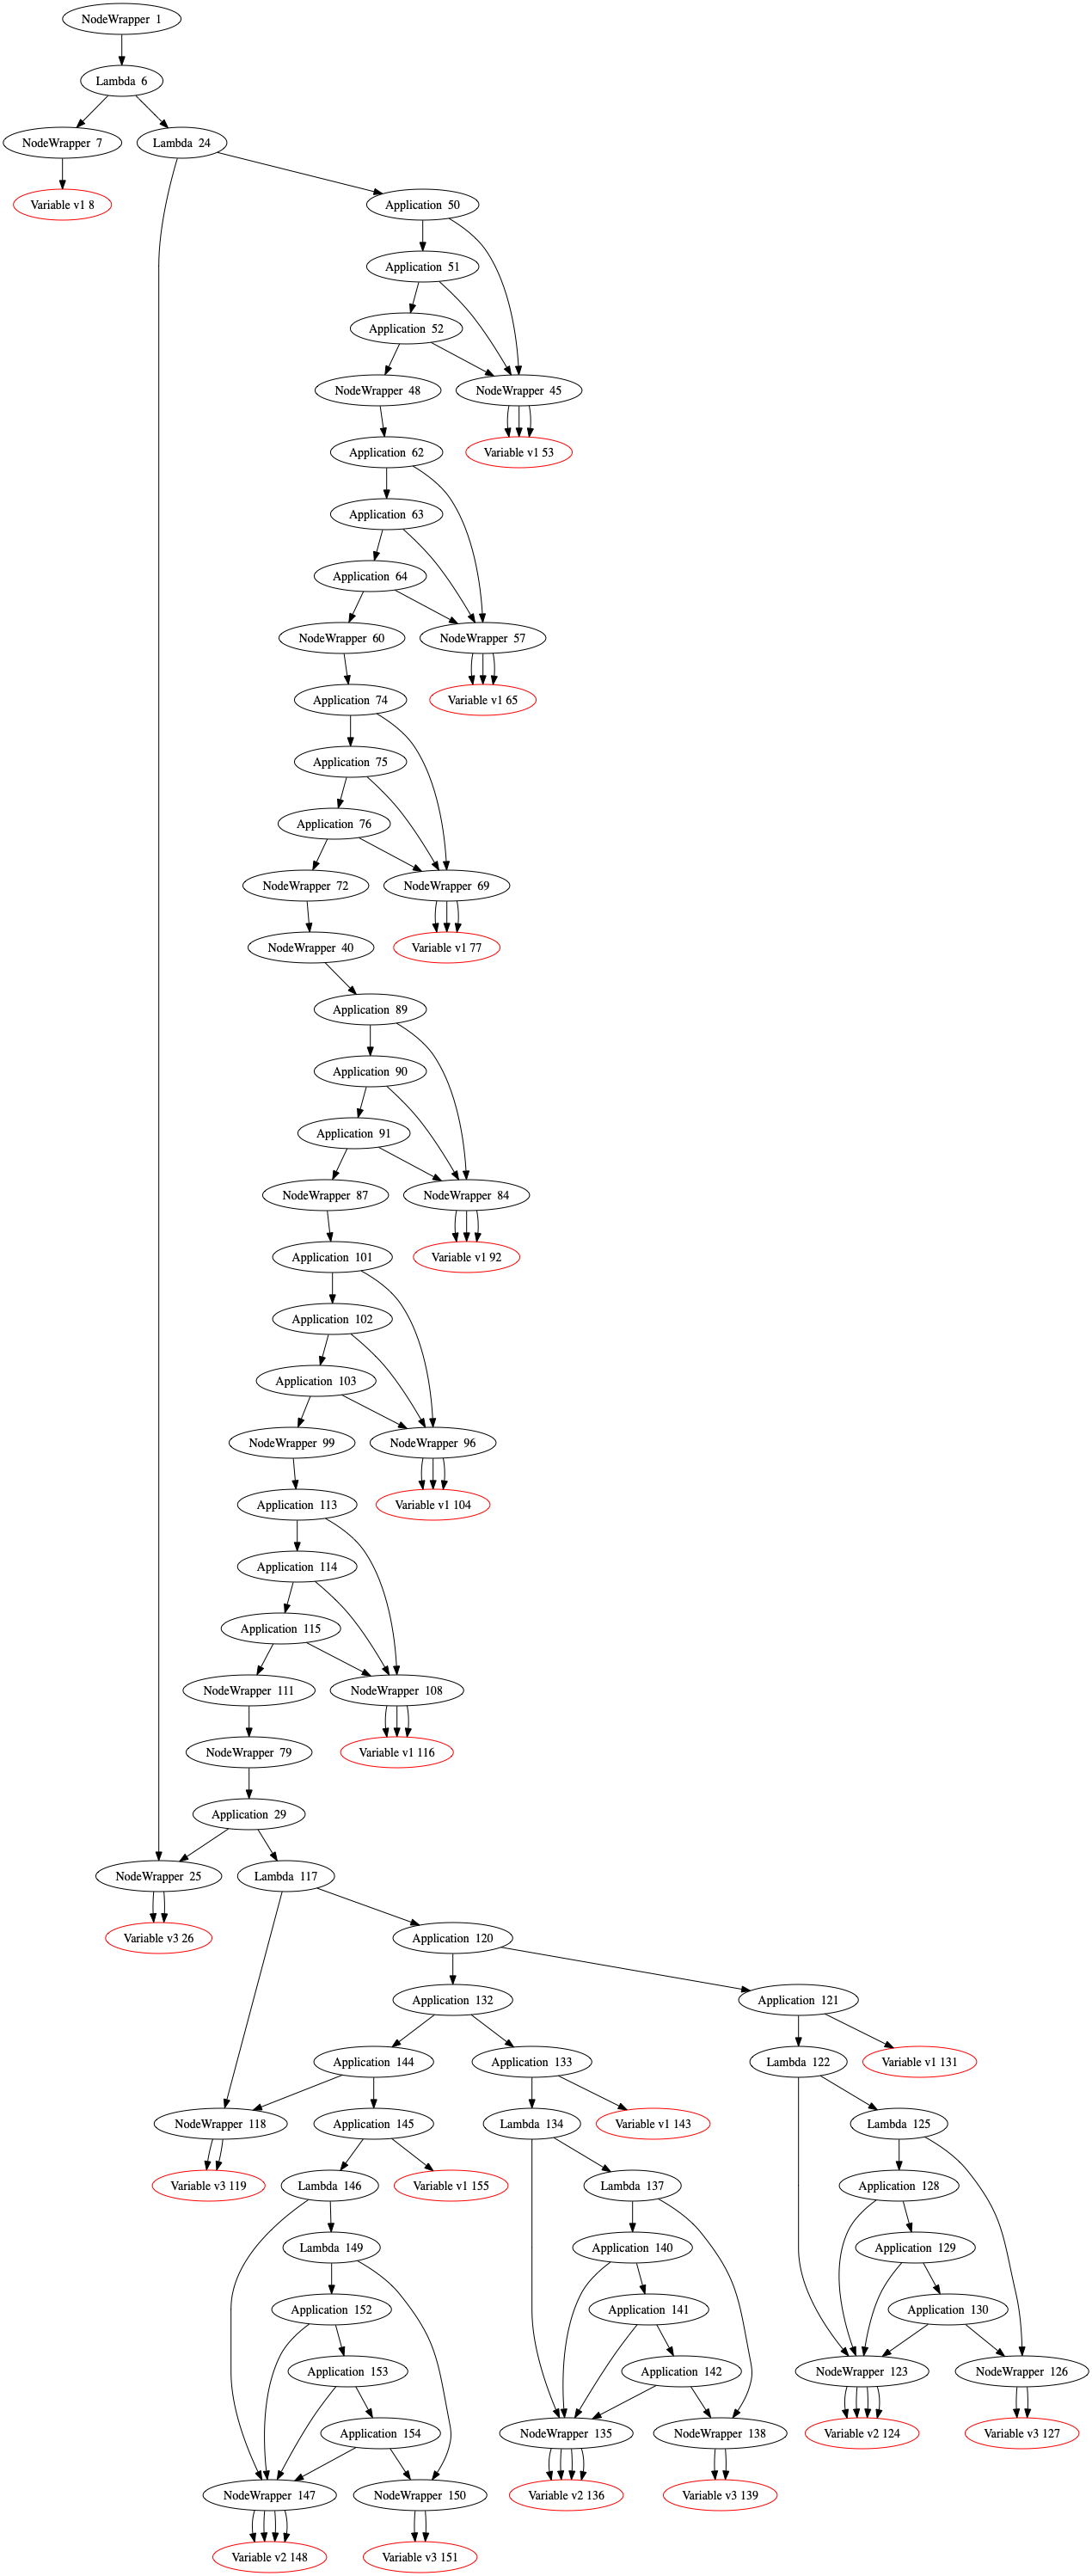 NodeWrapper 1
Lambda 6
NodeWrapper 7
Lambda 24
Variable v1 8
Application 50
Application 51
Application 52
NodeWrapper 48
NodeWrapper 45
Application 62
Variable v1 53
Application 63
Application 64
NodeWrapper 60
NodeWrapper 57
Application 74
Variable v1 65
Application 75
Application 76
NodeWrapper 72
NodeWrapper 69
NodeWrapper 40
Variable v1 77
Application 89
Application 90
Application 91
NodeWrapper 87
NodeWrapper 84
Application 101
Variable v1 92
Application 102
Application 103
NodeWrapper 99
NodeWrapper 96
Application 113
Variable v1 104
Application 114
Application 115
NodeWrapper 111
NodeWrapper 108
NodeWrapper 79
Variable v1 116
Application 29
NodeWrapper 25
Lambda 117
Variable v3 26
Application 120
Application 132
Application 121
Application 144
Application 133
Lambda 122
Variable v1 131
NodeWrapper 118
Application 145
Lambda 134
Variable v1 143
Lambda 125
Variable v3 119
Lambda 146
Variable v1 155
Lambda 137
Application 128
Lambda 149
Application 140
Application 129
Application 152
Application 141
Application 130
Application 153
Application 142
NodeWrapper 123
NodeWrapper 126
Application 154
NodeWrapper 135
NodeWrapper 138
Variable v2 124
Variable v3 127
NodeWrapper 147
NodeWrapper 150
Variable v2 136
Variable v3 139
Variable v2 148
Variable v3 151